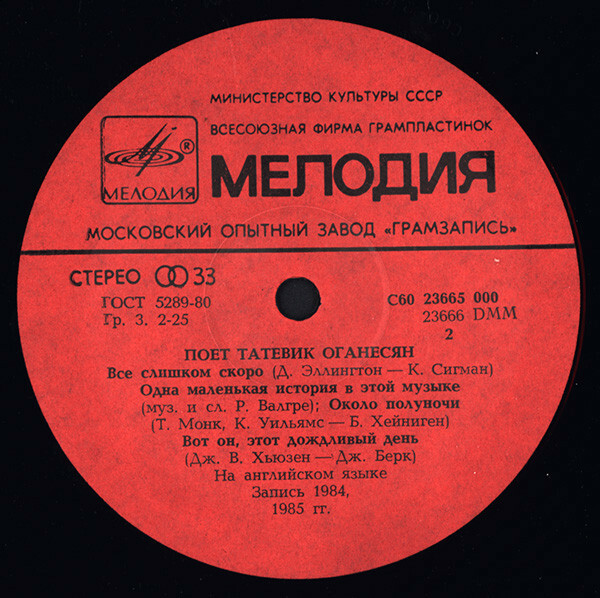 МИНИСТЕРСТВО КУЛЬТУРЫ СССР
ВСЕСОЮЗНАЯ ФИРМА ГРАМПЛАСТИНОК
®
МЕЛОДИЯ
МЕЛОДИЯ
МОСКОВСКИЙ ОПЫТНЫЙ ЗАВОД «ГРАМЗАПИСЬ»
СТЕРЕО 33
ГОСТ 5289-80
Гр. 3. 2-25
С60 23665 000
23666 DMM
2
ПОЕТ ТАТЕВИК ОГАНЕСЯН
Все слишком скоро (Д. Эллингтон — К. Сигман)
Одна маленькая история в этой музыке
(муз. и сл. Р. Валгре); Около полуночи
(Т. Монк, К. Уильямс — Б. Хейниген)
Вот он, этот дождливый день
(Дж. В. Хьюзен — Дж. Берк)
На английском языке
Запись 1984,
1985 гг.